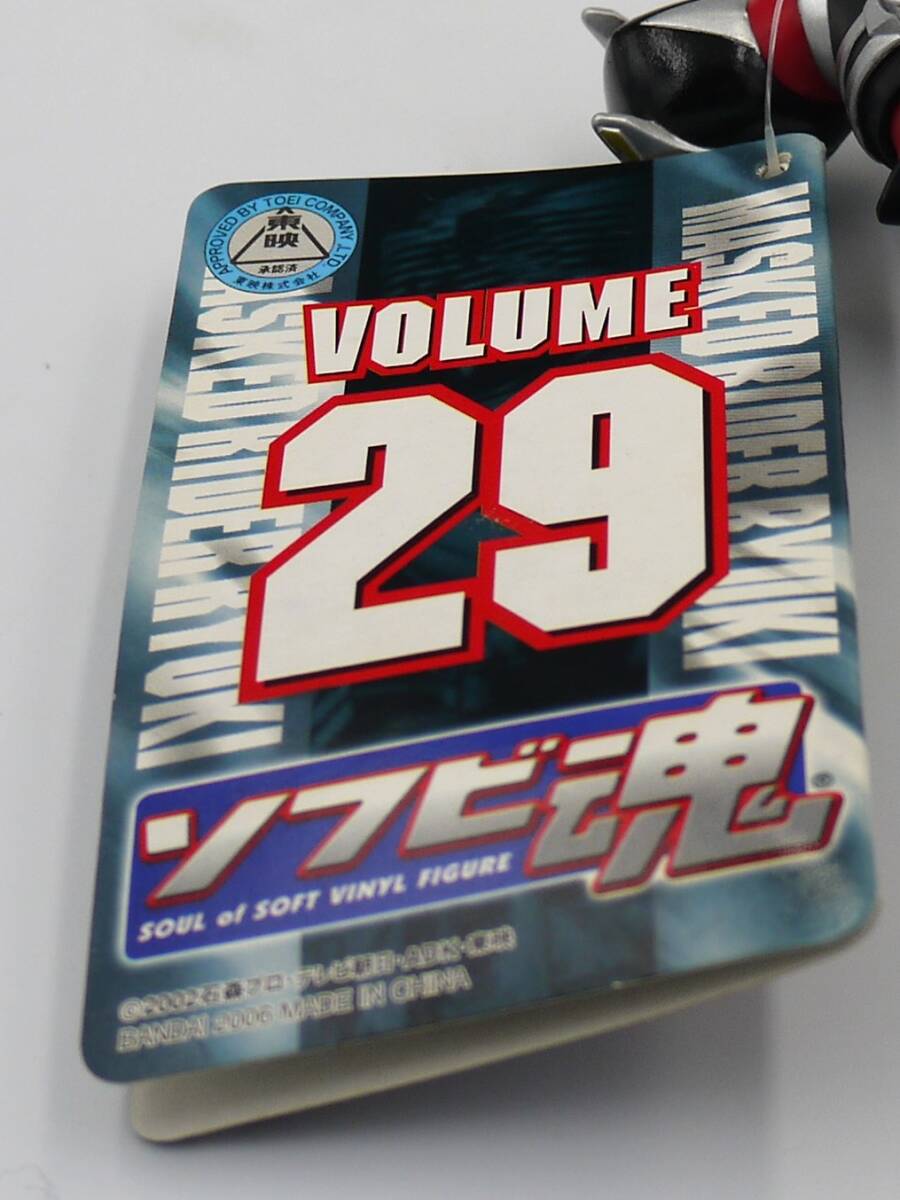 APPROVED BY TOEI COMPANY, LTD.
東映
承認済
東映株式会社
MASKED RIDER RYUKI
VOLUME
29
MASKED RIDER RYUKI
ソフビ魂®
SOUL of SOFT VINYL FIGURE
©2002石森プロ・テレビ朝日・ADK・東映
BANDAI 2006 MADE IN CHINA